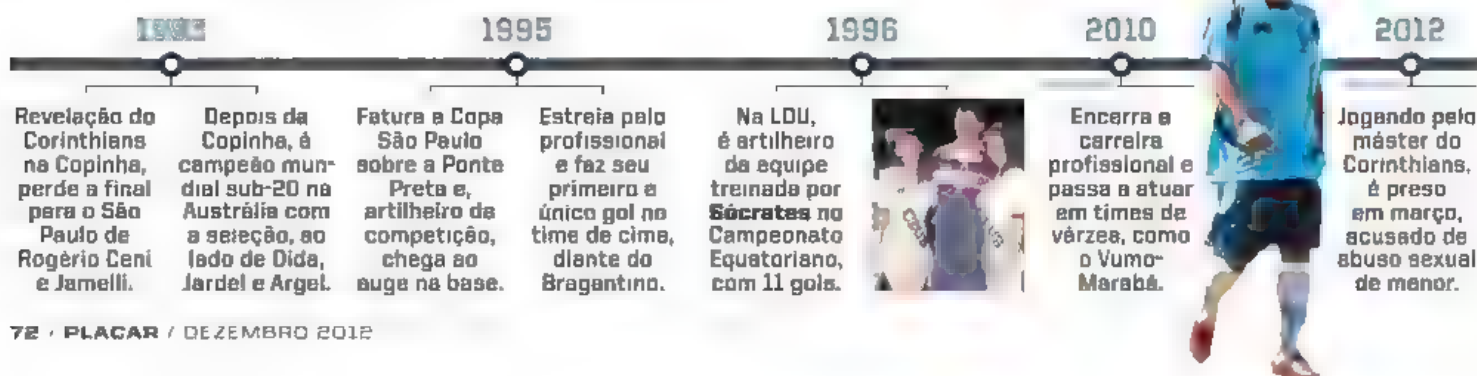 1995
1996
2010
2012
Revelação do
Corinthians
na Copinha,
perde a final
para o São
Paulo de
Rogério Ceni
e Jamelli.
Depois da
Copinha, é
campeão mun-
dial sub-20 na
Austrália com
a seleção, ao
lado de Dida,
Jardel e Argel.
Fatura a Copa
São Paulo
sobre a Ponte
Preta e,
artilheiro da
competição,
chega ao
auge na base.
Estreia pelo
profissional
e faz seu
primeiro e
único gol no
time de cima,
diante do
Bragantino.
Na LDU,
é artilheiro
da equipe
treinada por
Sócrates no
Campeonato
Equatoriano,
com 11 gols.
Encerra a
carreira
profissional e
passa a atuar
em times de
várzea, como
o Vumo-
Marabá.
Jogando pelo
máster do
Corinthians,
é preso
em março,
acusado de
abuso sexual
de menor.
72 / PLACAR / DEZEMBRO 2012